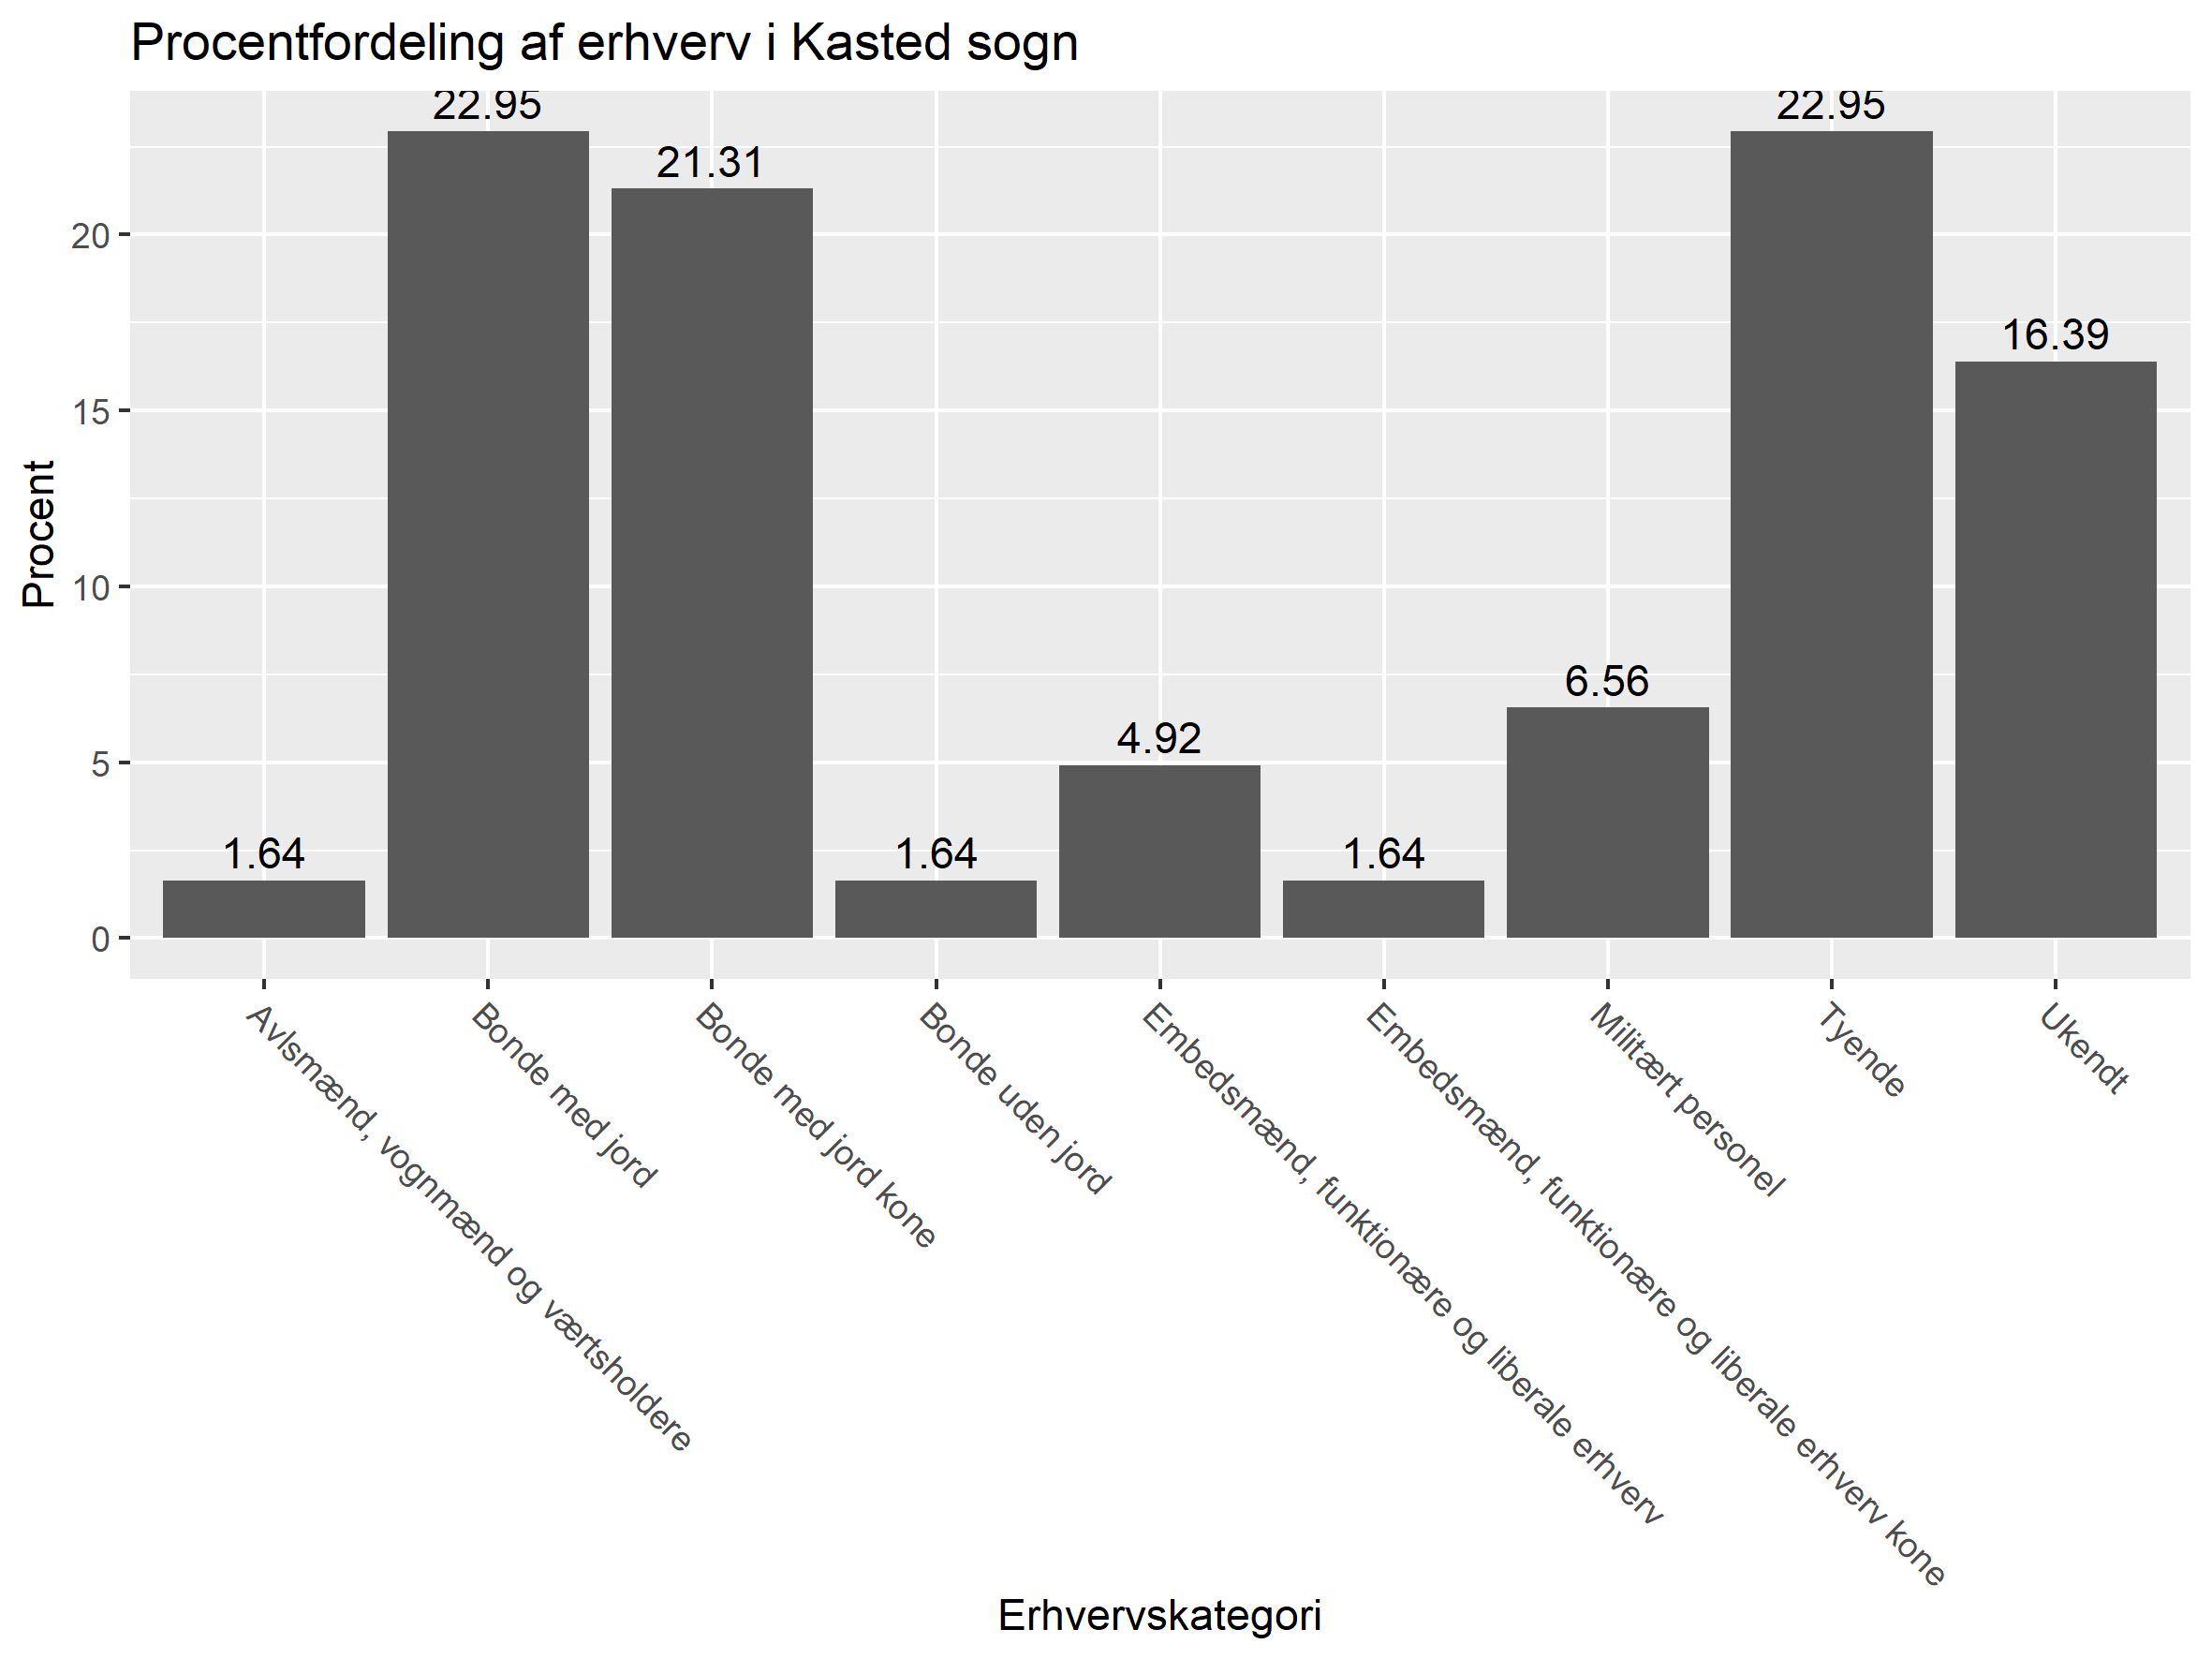 Procentfordeling af erhverv i Kasted sogn
22.95
22.95
21.31
20
16.39
15
Procent
10
6.56
5
4.92
1.64
1.64
1.64
0
Avlsmænd, vognmænd og værtsholdere
Bonde med jord
Bonde med jord kone
Bonde uden jord
Embedsmænd, funktionære og liberale erhverv
Embedsmænd, funktionære og liberale erhverv kone
Militært personel
Tyende
Ukendt
Erhvervskategori